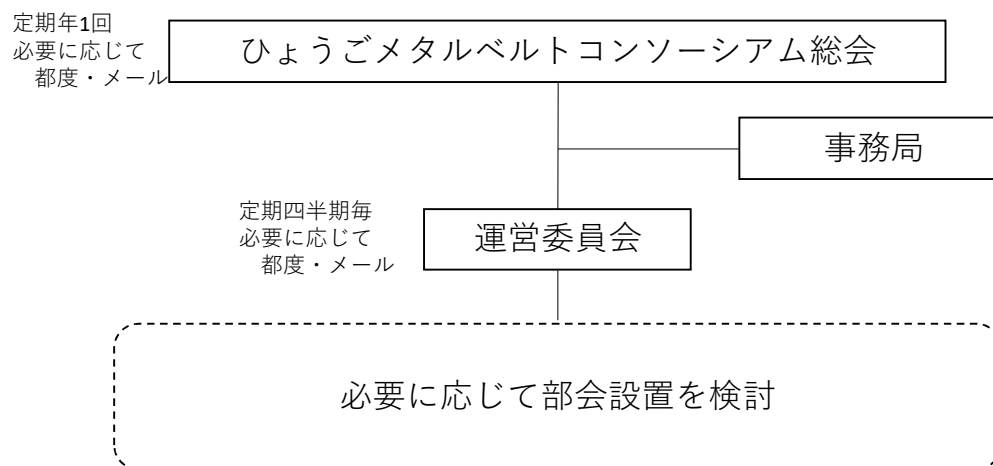 定期年1回
必要に応じて
都度・メール
ひょうごメタルベルトコンソーシアム総会
事務局
定期四半期毎
必要に応じて
都度・メール
運営委員会
必要に応じて部会設置を検討